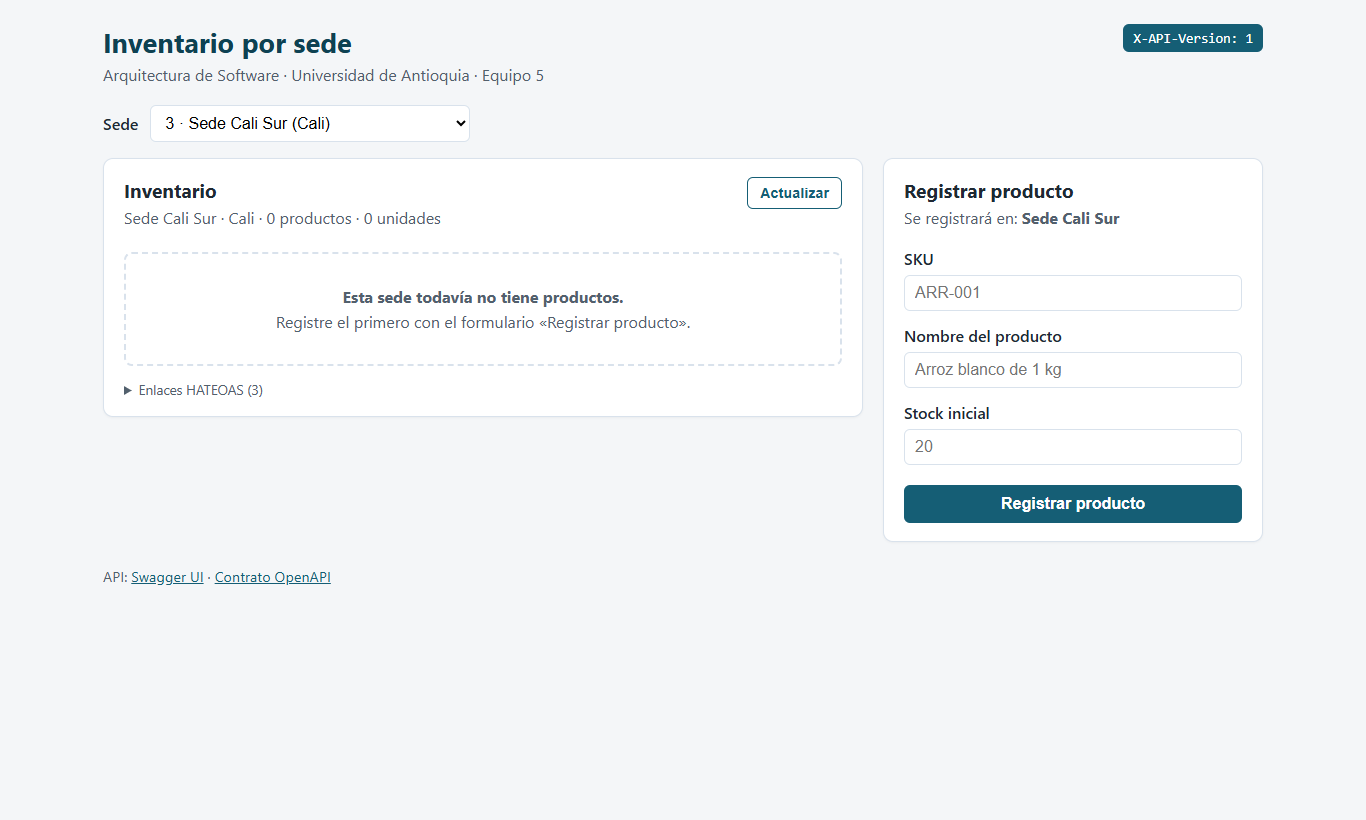 Inventario por sede
X-API-Version: 1
Arquitectura de Software · Universidad de Antioquia · Equipo 5
Sede
3 · Sede Cali Sur (Cali)
Inventario
Actualizar
Sede Cali Sur · Cali · 0 productos · 0 unidades
Esta sede todavía no tiene productos.
Registre el primero con el formulario «Registrar producto».
Enlaces HATEOAS (3)
Registrar producto
Se registrará en: Sede Cali Sur
SKU
ARR-001
Nombre del producto
Arroz blanco de 1 kg
Stock inicial
20
Registrar producto
API: Swagger UI · Contrato OpenAPI